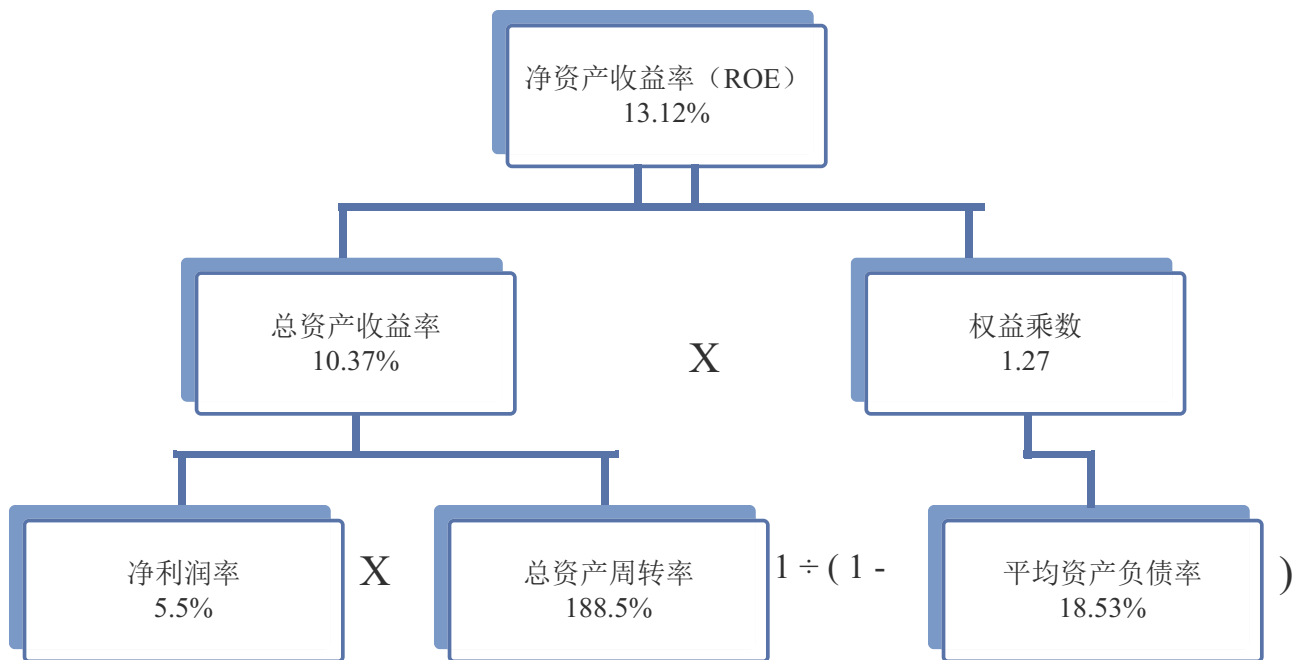 净资产收益率（ROE）
13.12%
总资产收益率
10.37%
X
权益乘数
1.27
净利润率
5.5%
X
总资产周转率
188.5%
1 ÷ ( 1 -
平均资产负债率
18.53%
)